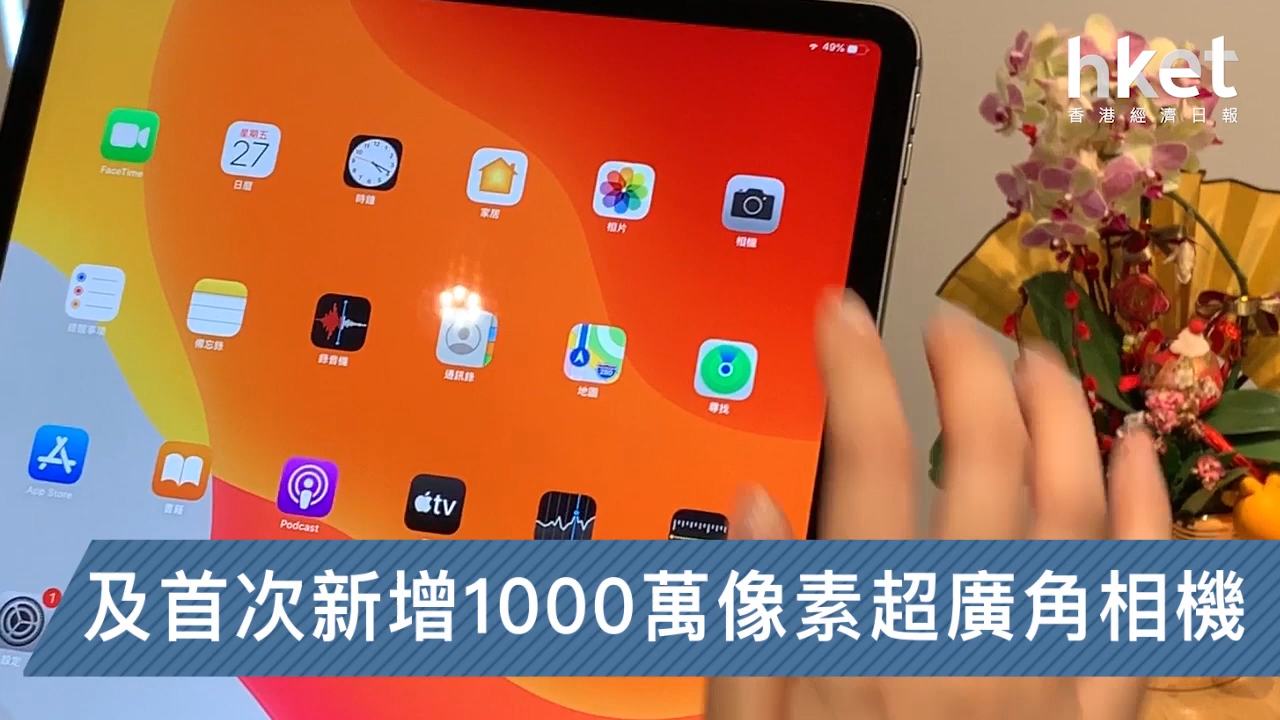 49%
hket
香港經濟日報
FaceTime
星期五
27
日曆
時鐘
家居
相片
相機
提醒事項
備忘錄
錄音機
通訊錄
280
地圖
尋找
App Store
書籍
Podcast
tv
1
設定
及首次新增1000萬像素超廣角相機